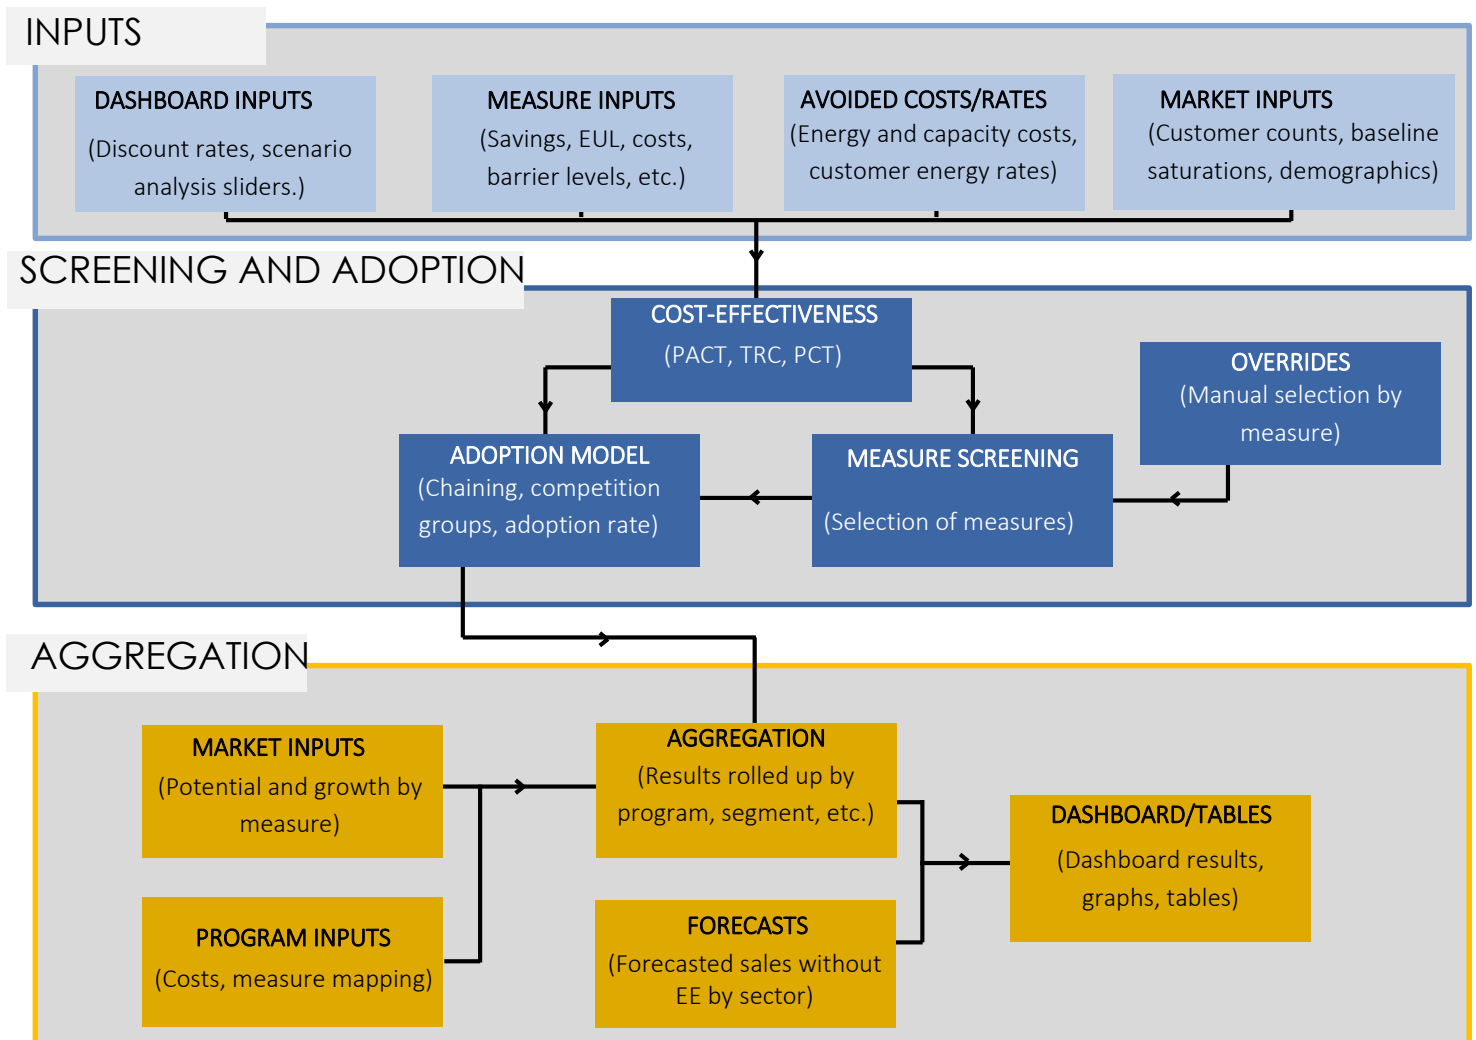 INPUTS
DASHBOARD INPUTS
(Discount rates, scenario
analysis sliders.)
MEASURE INPUTS
(Savings, EUL, costs,
barrier levels, etc.)
AVOIDED COSTS/RATES
(Energy and capacity costs,
customer energy rates)
MARKET INPUTS
(Customer counts, baseline
saturations, demographics)
SCREENING AND ADOPTION
COST-EFFECTIVENESS
(PACT, TRC, PCT)
OVERRIDES
(Manual selection by
measure)
ADOPTION MODEL
(Chaining, competition
groups, adoption rate)
MEASURE SCREENING
(Selection of measures)
AGGREGATION
MARKET INPUTS
(Potential and growth by
measure)
AGGREGATION
(Results rolled up by
program, segment, etc.)
DASHBOARD/TABLES
(Dashboard results,
graphs, tables)
PROGRAM INPUTS
(Costs, measure mapping)
FORECASTS
(Forecasted sales without
EE by sector)